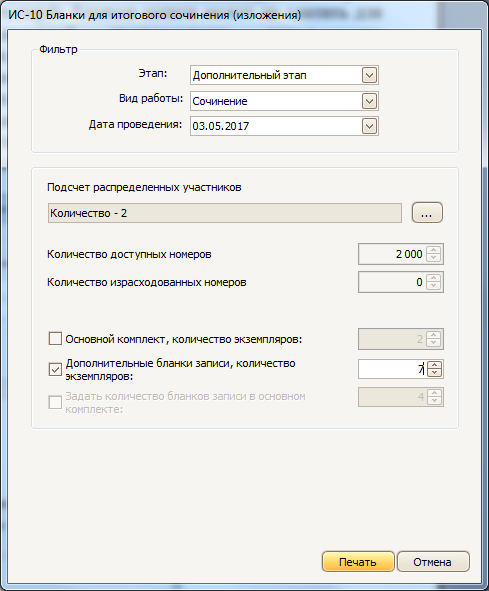 ИС-10 Бланки для итогового сочинения (изложения)
Фильтр
Этап: Дополнительный этап
Вид работы: Сочинение
Дата проведения: 03.05.2017
Подсчет распределенных участников
Количество - 2 ...
Количество доступных номеров 2 000
Количество израсходованных номеров 0
Основной комплект, количество экземпляров: 2
Дополнительные бланки записи, количество
экземпляров: 7
Задать количество бланков записи в основном
комплекте: 4
Печать Отмена